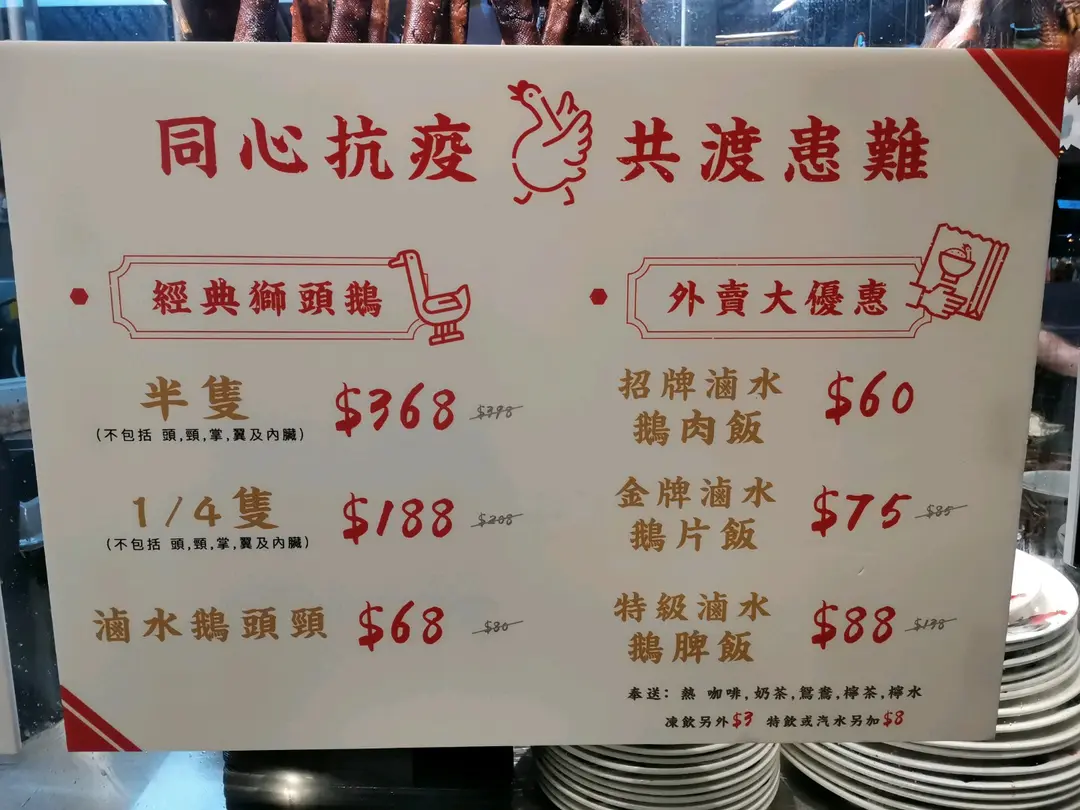 同心抗疫 共渡患難
經典獅頭鵝
半隻 $368 $398
(不包括 頭,頸,掌,翼及內臟)
1/4隻 $188 $208
(不包括 頭,頸,掌,翼及內臟)
滷水鵝頭頸 $68 $80
外賣大優惠
招牌滷水
鵝肉飯 $60
金牌滷水
鵝片飯 $75 $85
特級滷水
鵝脾飯 $88 $138
奉送: 熱 咖啡,奶茶,鴛鴦,檸茶,檸水
凍飲另外$3 特飲或汽水另加$8